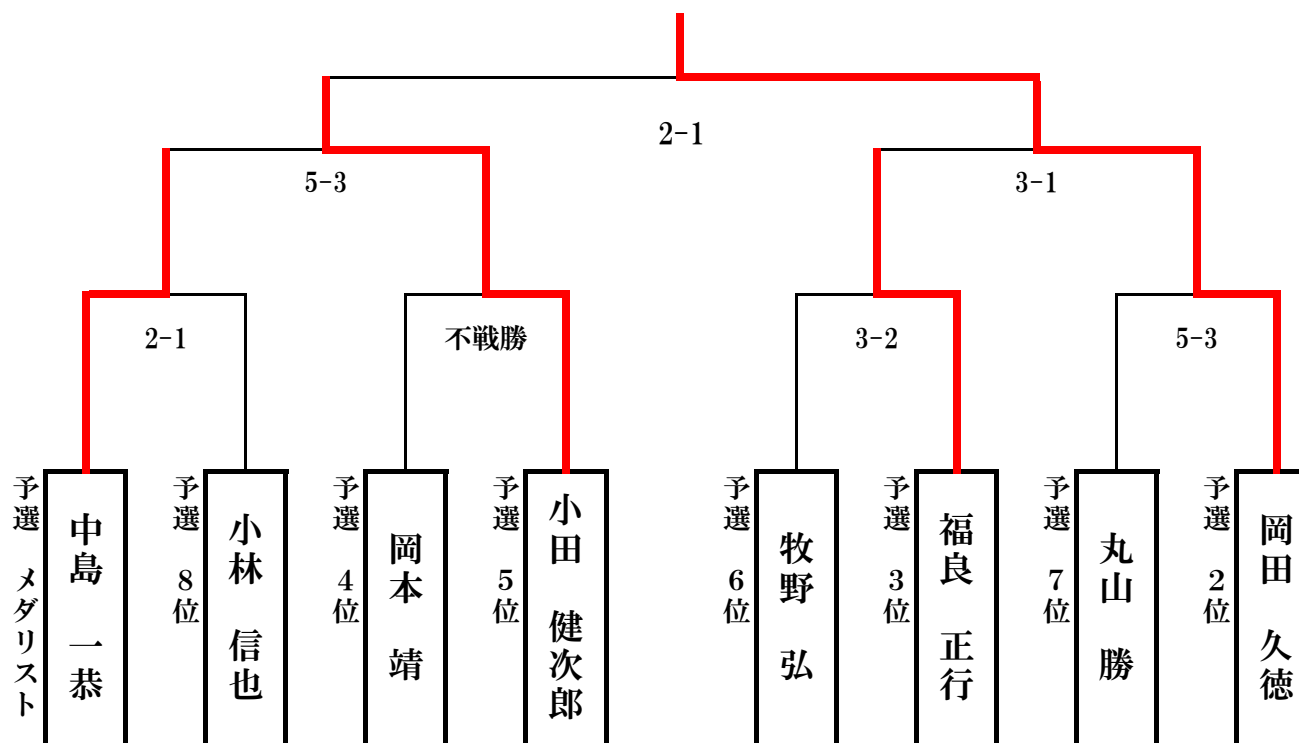 2-1
5-3
3-1
2-1
不戦勝
3-2
5-3
予選 メダリスト
中島 一恭
予選 8位
小林 信也
予選 4位
岡本 靖
予選 5位
小田 健次郎
予選 6位
牧野 弘
予選 3位
福良 正行
予選 7位
丸山 勝
予選 2位
岡田 久徳